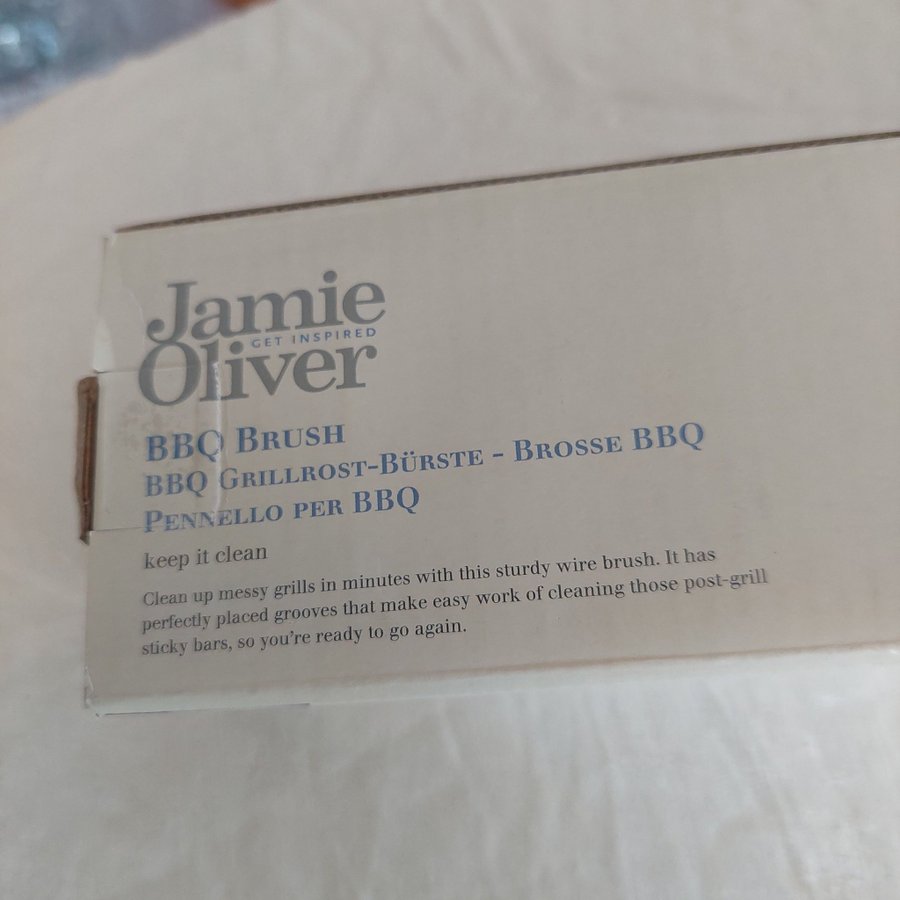 Jamie
GET INSPIRED
Oliver
BBQ BRUSH
BBQ GRILLROST-BÜRSTE - BROSSE BBQ
PENNELLO PER BBQ
keep it clean
Clean up messy grills in minutes with this sturdy wire brush. It has
perfectly placed grooves that make easy work of cleaning those post-grill
sticky bars, so you're ready to go again.